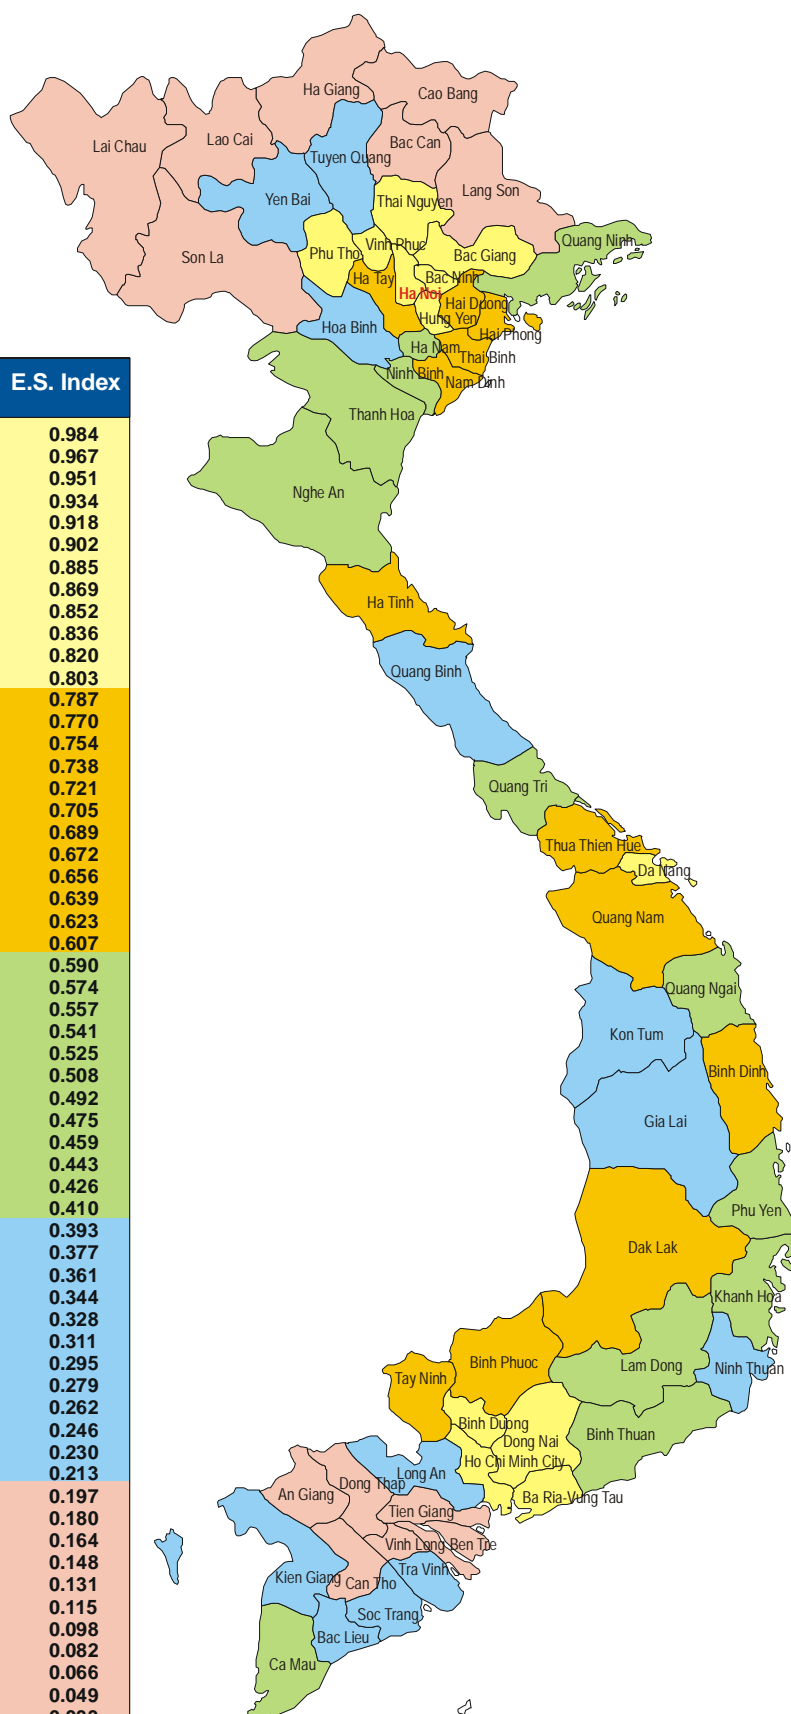 Ha Giang
Cao Bang
Lai Chau
Lao Cai
Bac Can
Tuyen Quang
Lang Son
Yen Bai
Thai Nguyen
Quang Ninh
Vinh Phuc
Phu Tho
Bac Giang
Son La
Ha Tay
Bac Ninh
Ha Noi
Hai Duong
Hung Yen
Hoa Binh
Hai Phong
Ha Nam
Thai Binh
Ninh Binh
Nam Dinh
Thanh Hoa
Nghe An
Ha Tinh
Quang Binh
Quang Tri
Thua Thien Hue
Da Nang
Quang Nam
Quang Ngai
Kon Tum
Binh Dinh
Gia Lai
Phu Yen
Dak Lak
Khanh Hoa
Binh Phuoc
Lam Dong
Ninh Thuan
Tay Ninh
Binh Duong
Binh Thuan
Dong Nai
Ho Chi Minh City
Long An
Dong Thap
An Giang
Ba Ria-Vung Tau
Tien Giang
Vinh Long
Ben Tre
Tra Vinh
Kien Giang
Can Tho
Soc Trang
Bac Lieu
Ca Mau
E.S. Index
0.984
0.967
0.951
0.934
0.918
0.902
0.885
0.869
0.852
0.836
0.820
0.803
0.787
0.770
0.754
0.738
0.721
0.705
0.689
0.672
0.656
0.639
0.623
0.607
0.590
0.574
0.557
0.541
0.525
0.508
0.492
0.475
0.459
0.443
0.426
0.410
0.393
0.377
0.361
0.344
0.328
0.311
0.295
0.279
0.262
0.246
0.230
0.213
0.197
0.180
0.164
0.148
0.131
0.115
0.098
0.082
0.066
0.049